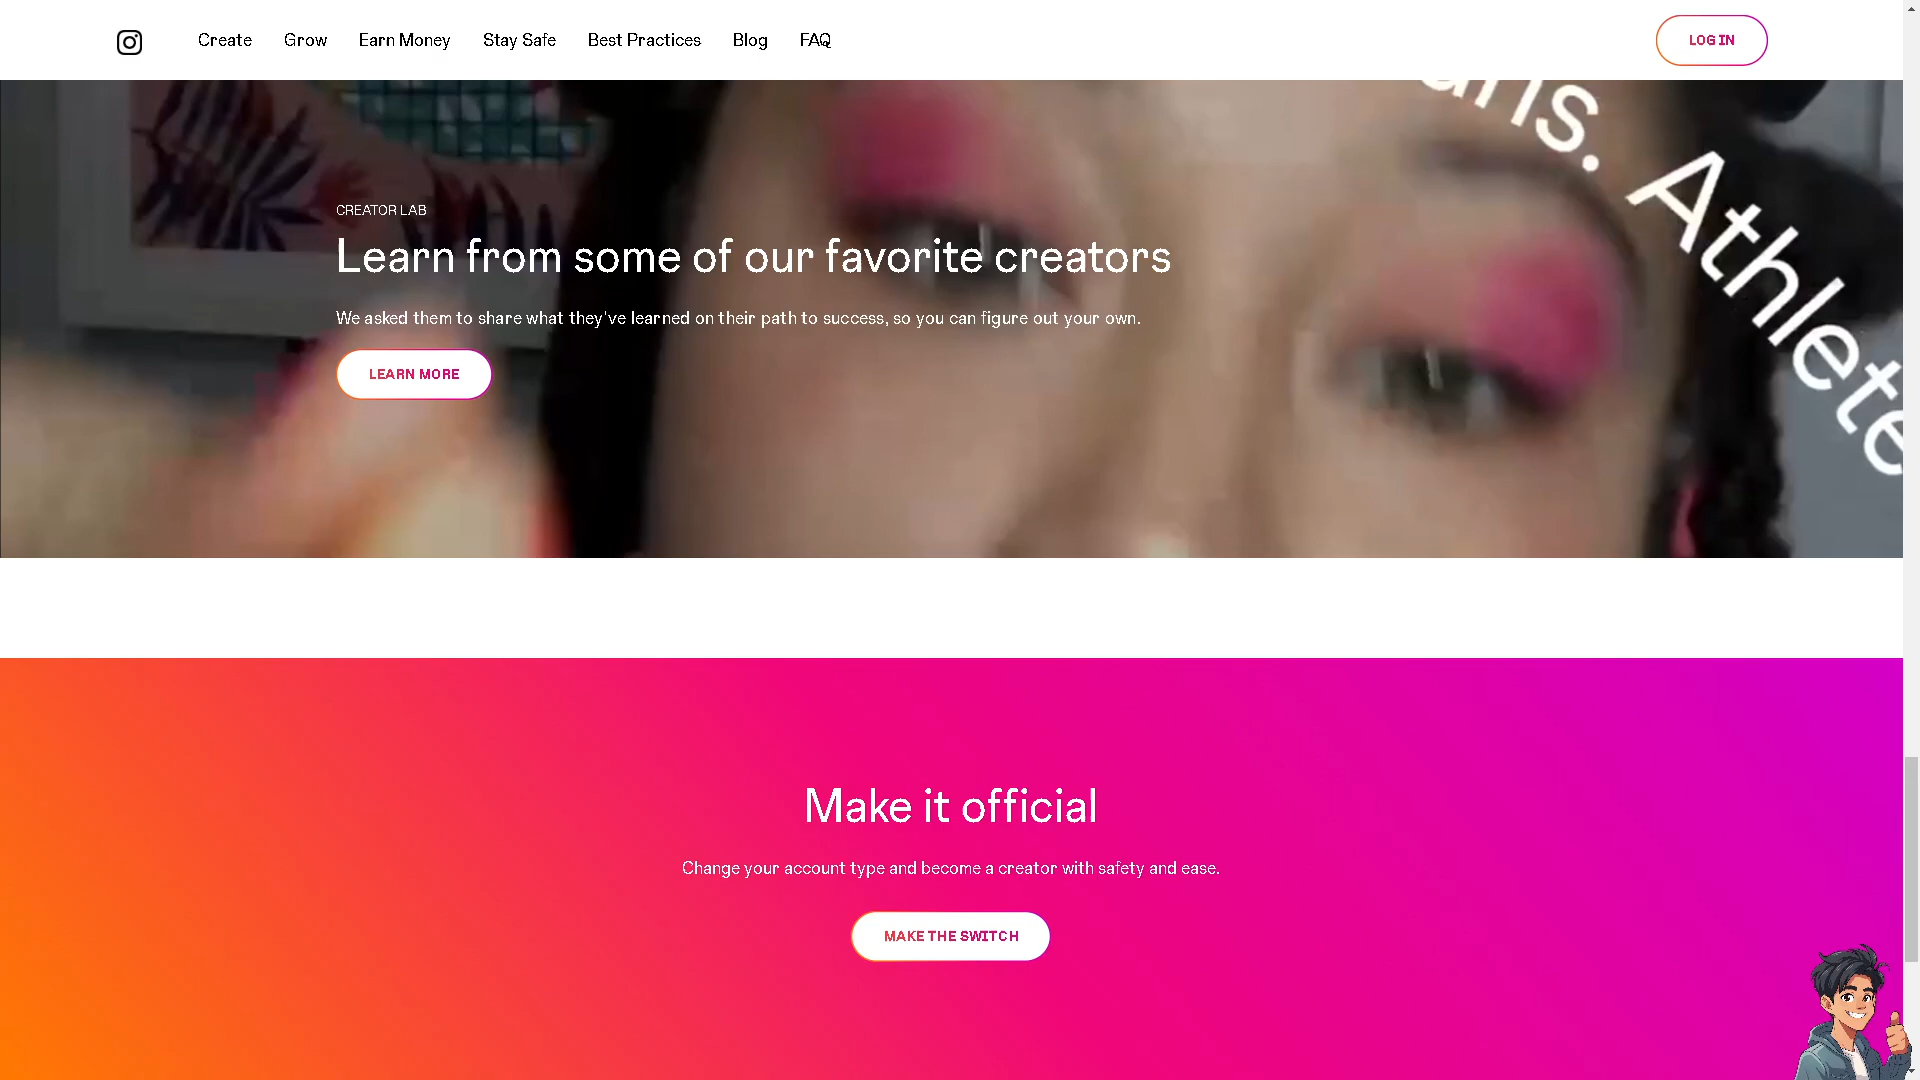 Create
Grow
Earn Money
Stay Safe
Best Practices
Blog
FAQ
LOG IN
Athlete
CREATOR LAB
Learn from some of our favorite creators
We asked them to share what they've learned on their path to success, so you can figure out your own.
LEARN MORE
Make it official
Change your account type and become a creator with safety and ease.
MAKE THE SWITCH